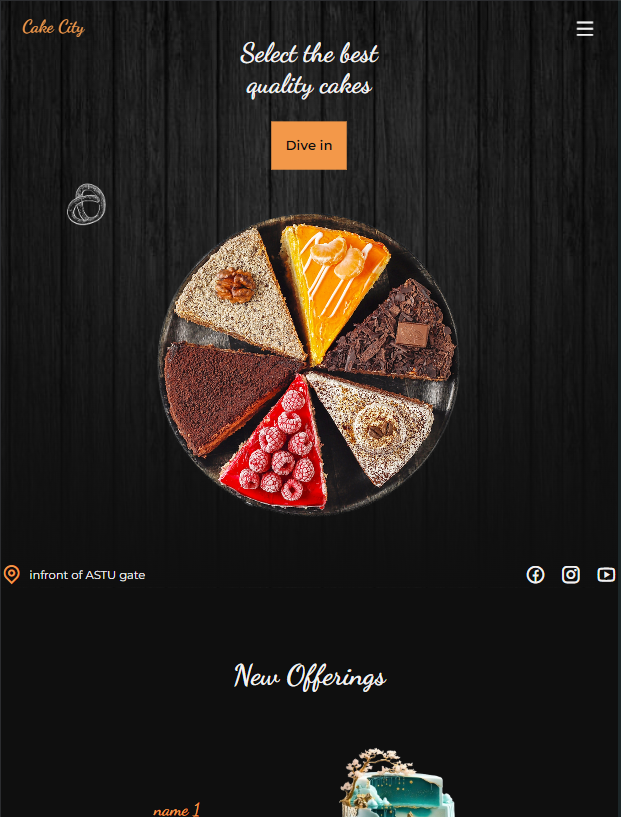 Cake City
Select the best
quality cakes
Dive in
infront of ASTU gate
New Offerings
name 1